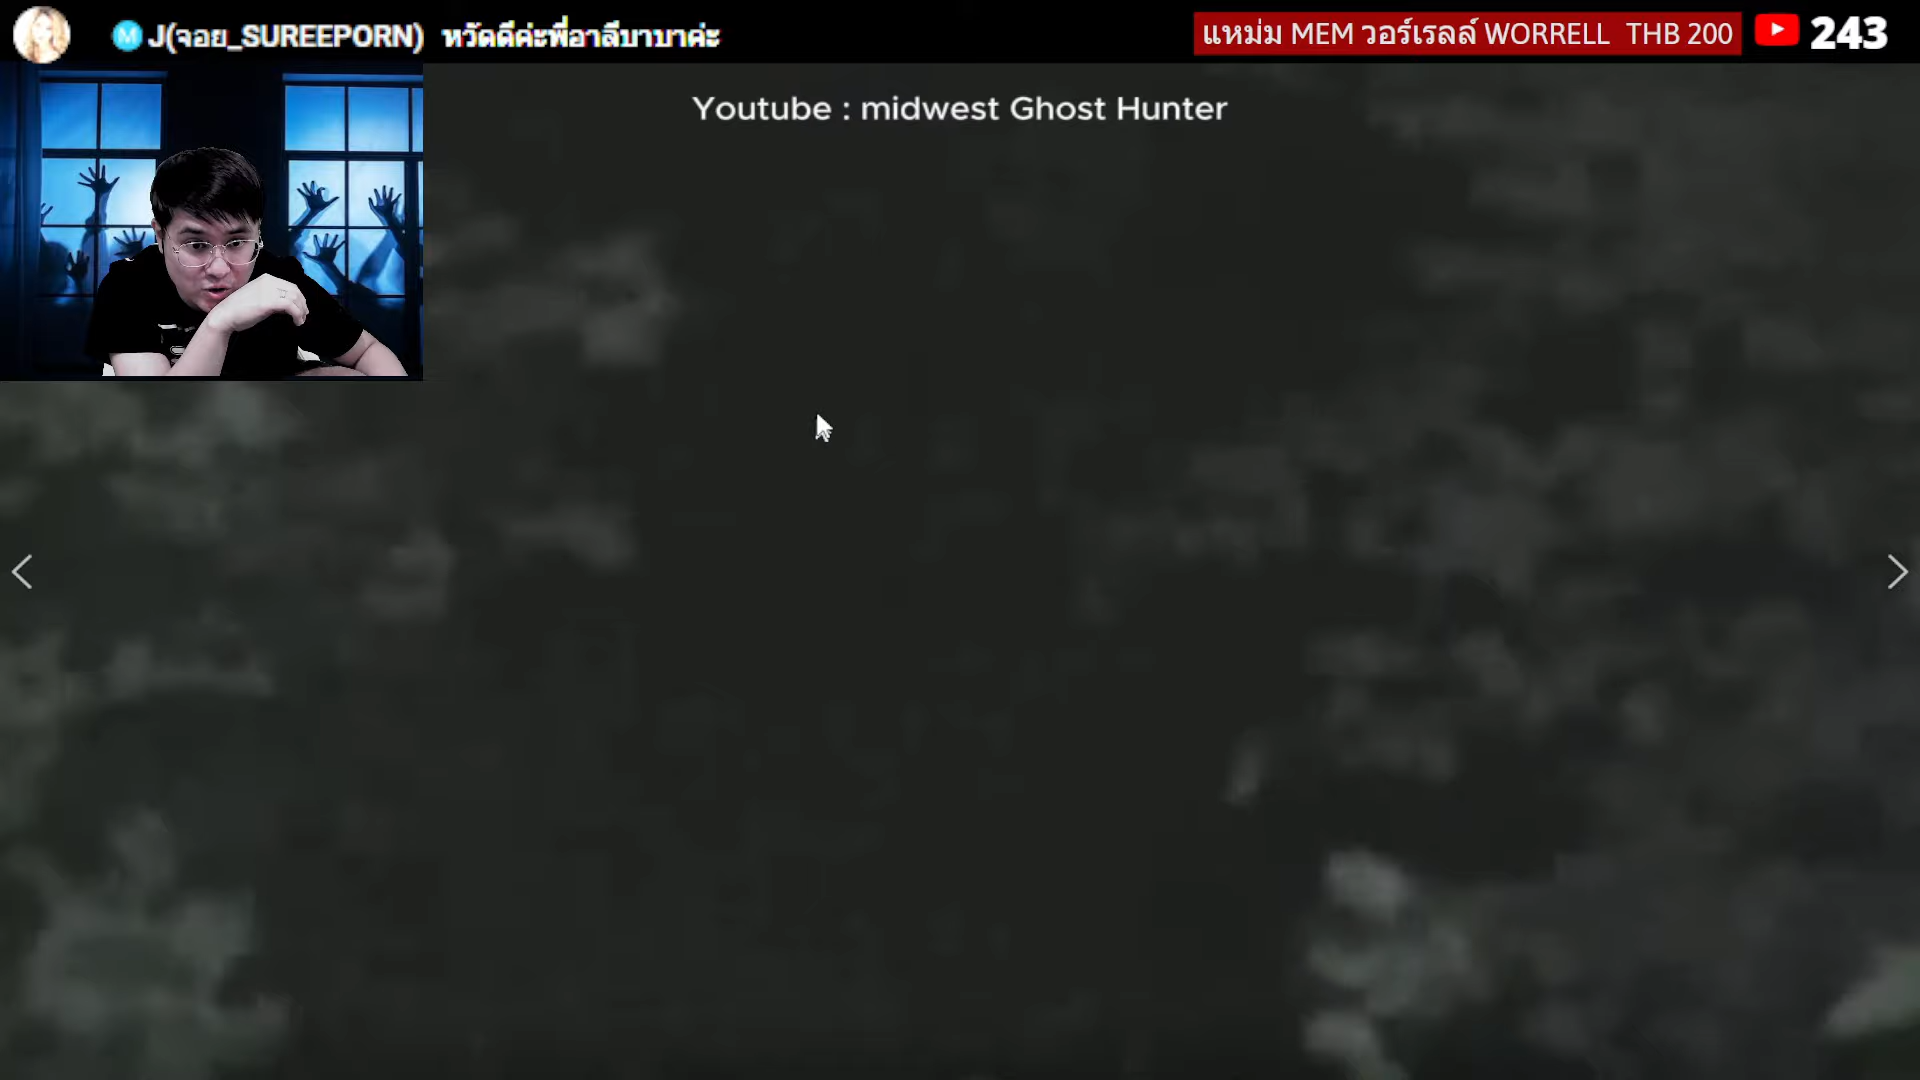 J(จอย_SUREEPORN) หวัดดีค่ะพี่อาลีบาบาค่ะ
แหม่ม MEM วอร์เรลล์ WORRELL THB 200
243
Youtube : midwest Ghost Hunter